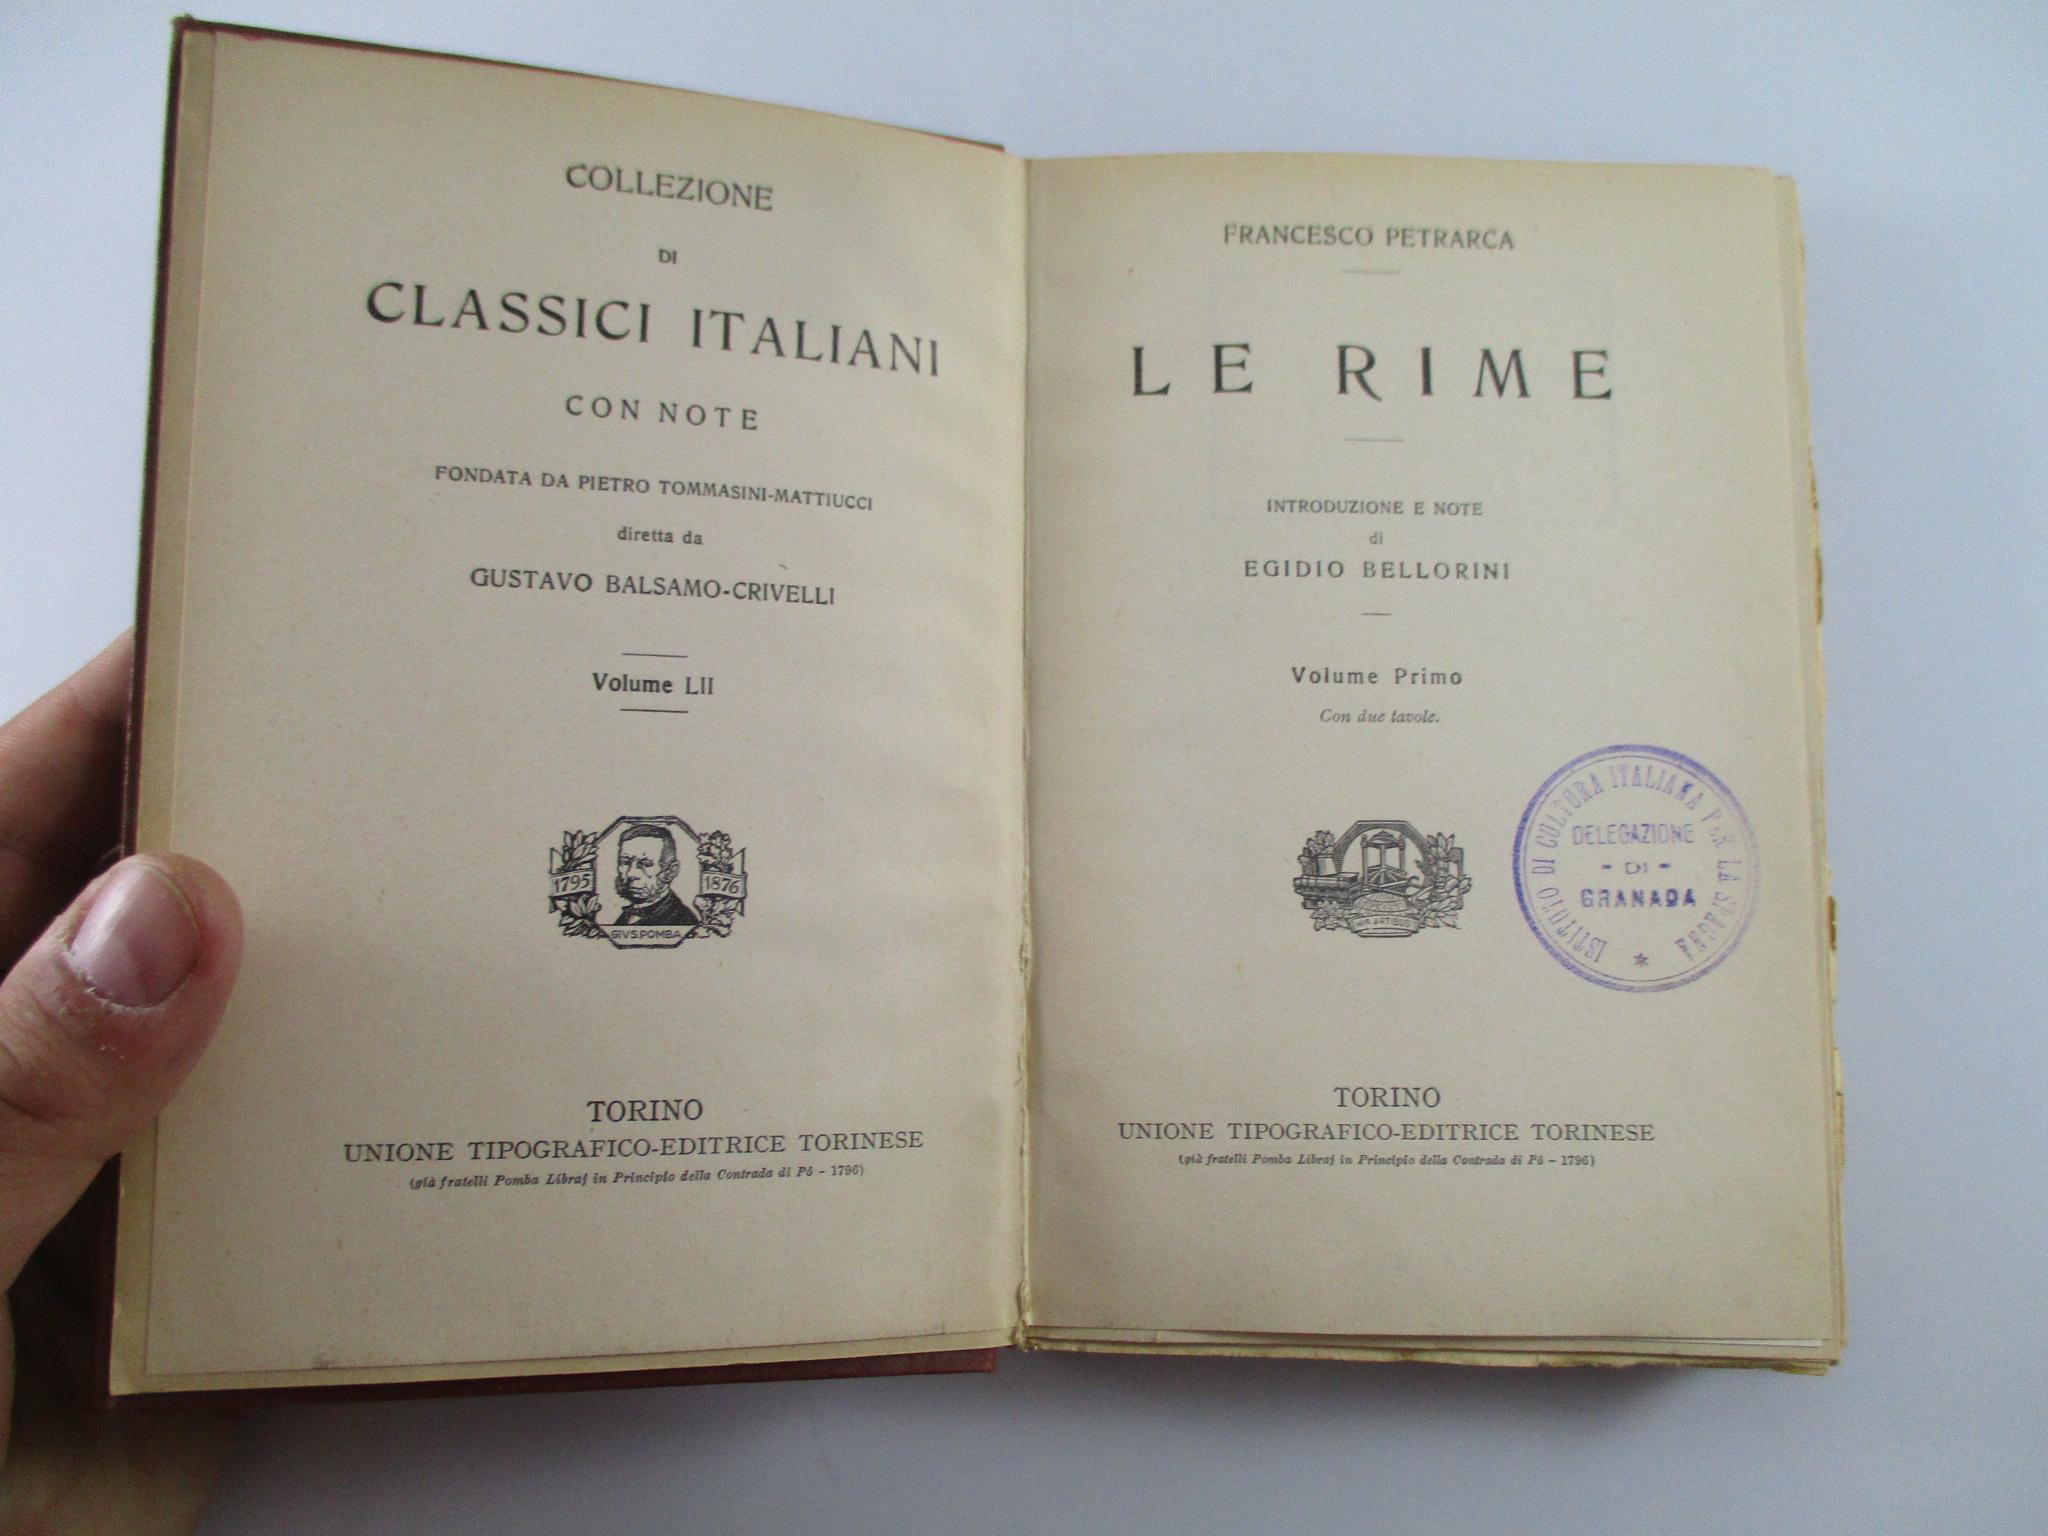 COLLEZIONE
DI
CLASSICI ITALIANI
CON NOTE
FONDATA DA PIETRO TOMMASINI-MATTIUCCI
diretta da
GUSTAVO BALSAMO-CRIVELLI
Volume LII
1795
1876
GIVS. POMBA
TORINO
UNIONE TIPOGRAFICO-EDITRICE TORINESE
(già fratelli Pomba Libraj in Principio della Contrada di Pô - 1796)
FRANCESCO PETRARCA
LE RIME
INTRODUZIONE E NOTE
di
EGIDIO BELLORINI
Volume Primo
Con due tavole.
ISTITUTO DI CULTURA ITALIANA PER LA SPAGNA
DELEGAZIONE
- DI -
GRANADA
TORINO
UNIONE TIPOGRAFICO-EDITRICE TORINESE
(già fratelli Pomba Libraj in Principio della Contrada di Pô - 1796)